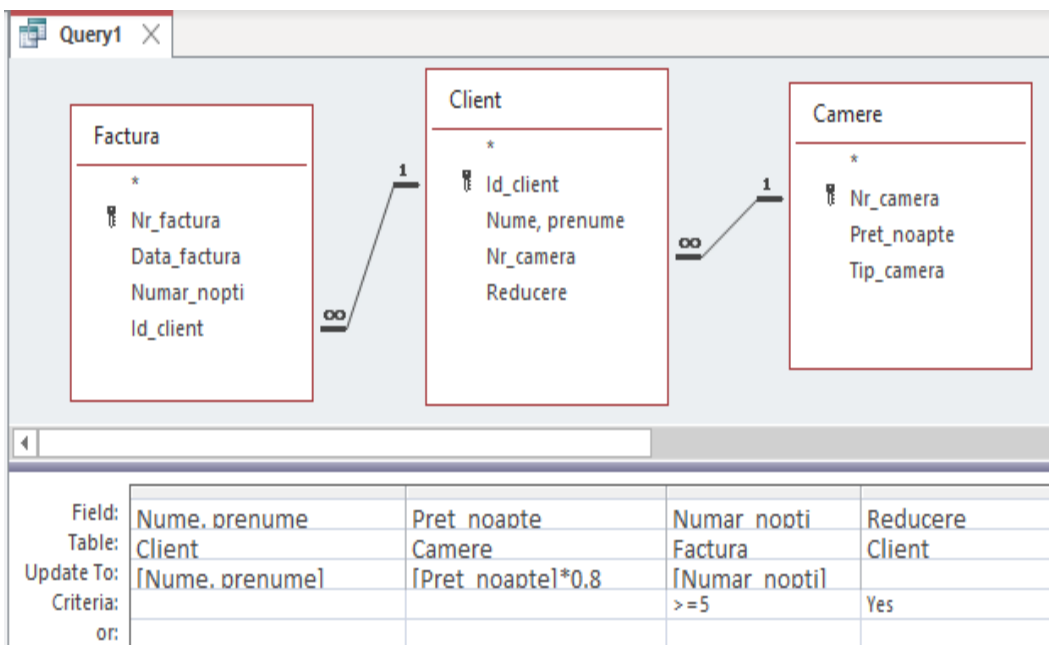 Query1
Factura
*
Nr_factura
Data_factura
Numar_nopti
Id_client
1
∞
Client
*
Id_client
Nume, prenume
Nr_camera
Reducere
1
∞
Camere
*
Nr_camera
Pret_noapte
Tip_camera
Field: Nume, prenume Pret_noapte Numar_nopti Reducere
Table: Client Camere Factura Client
Update To: [Nume, prenume] [Pret_noapte]*0.8 [Numar_nopti]
Criteria: >=5 Yes
or: